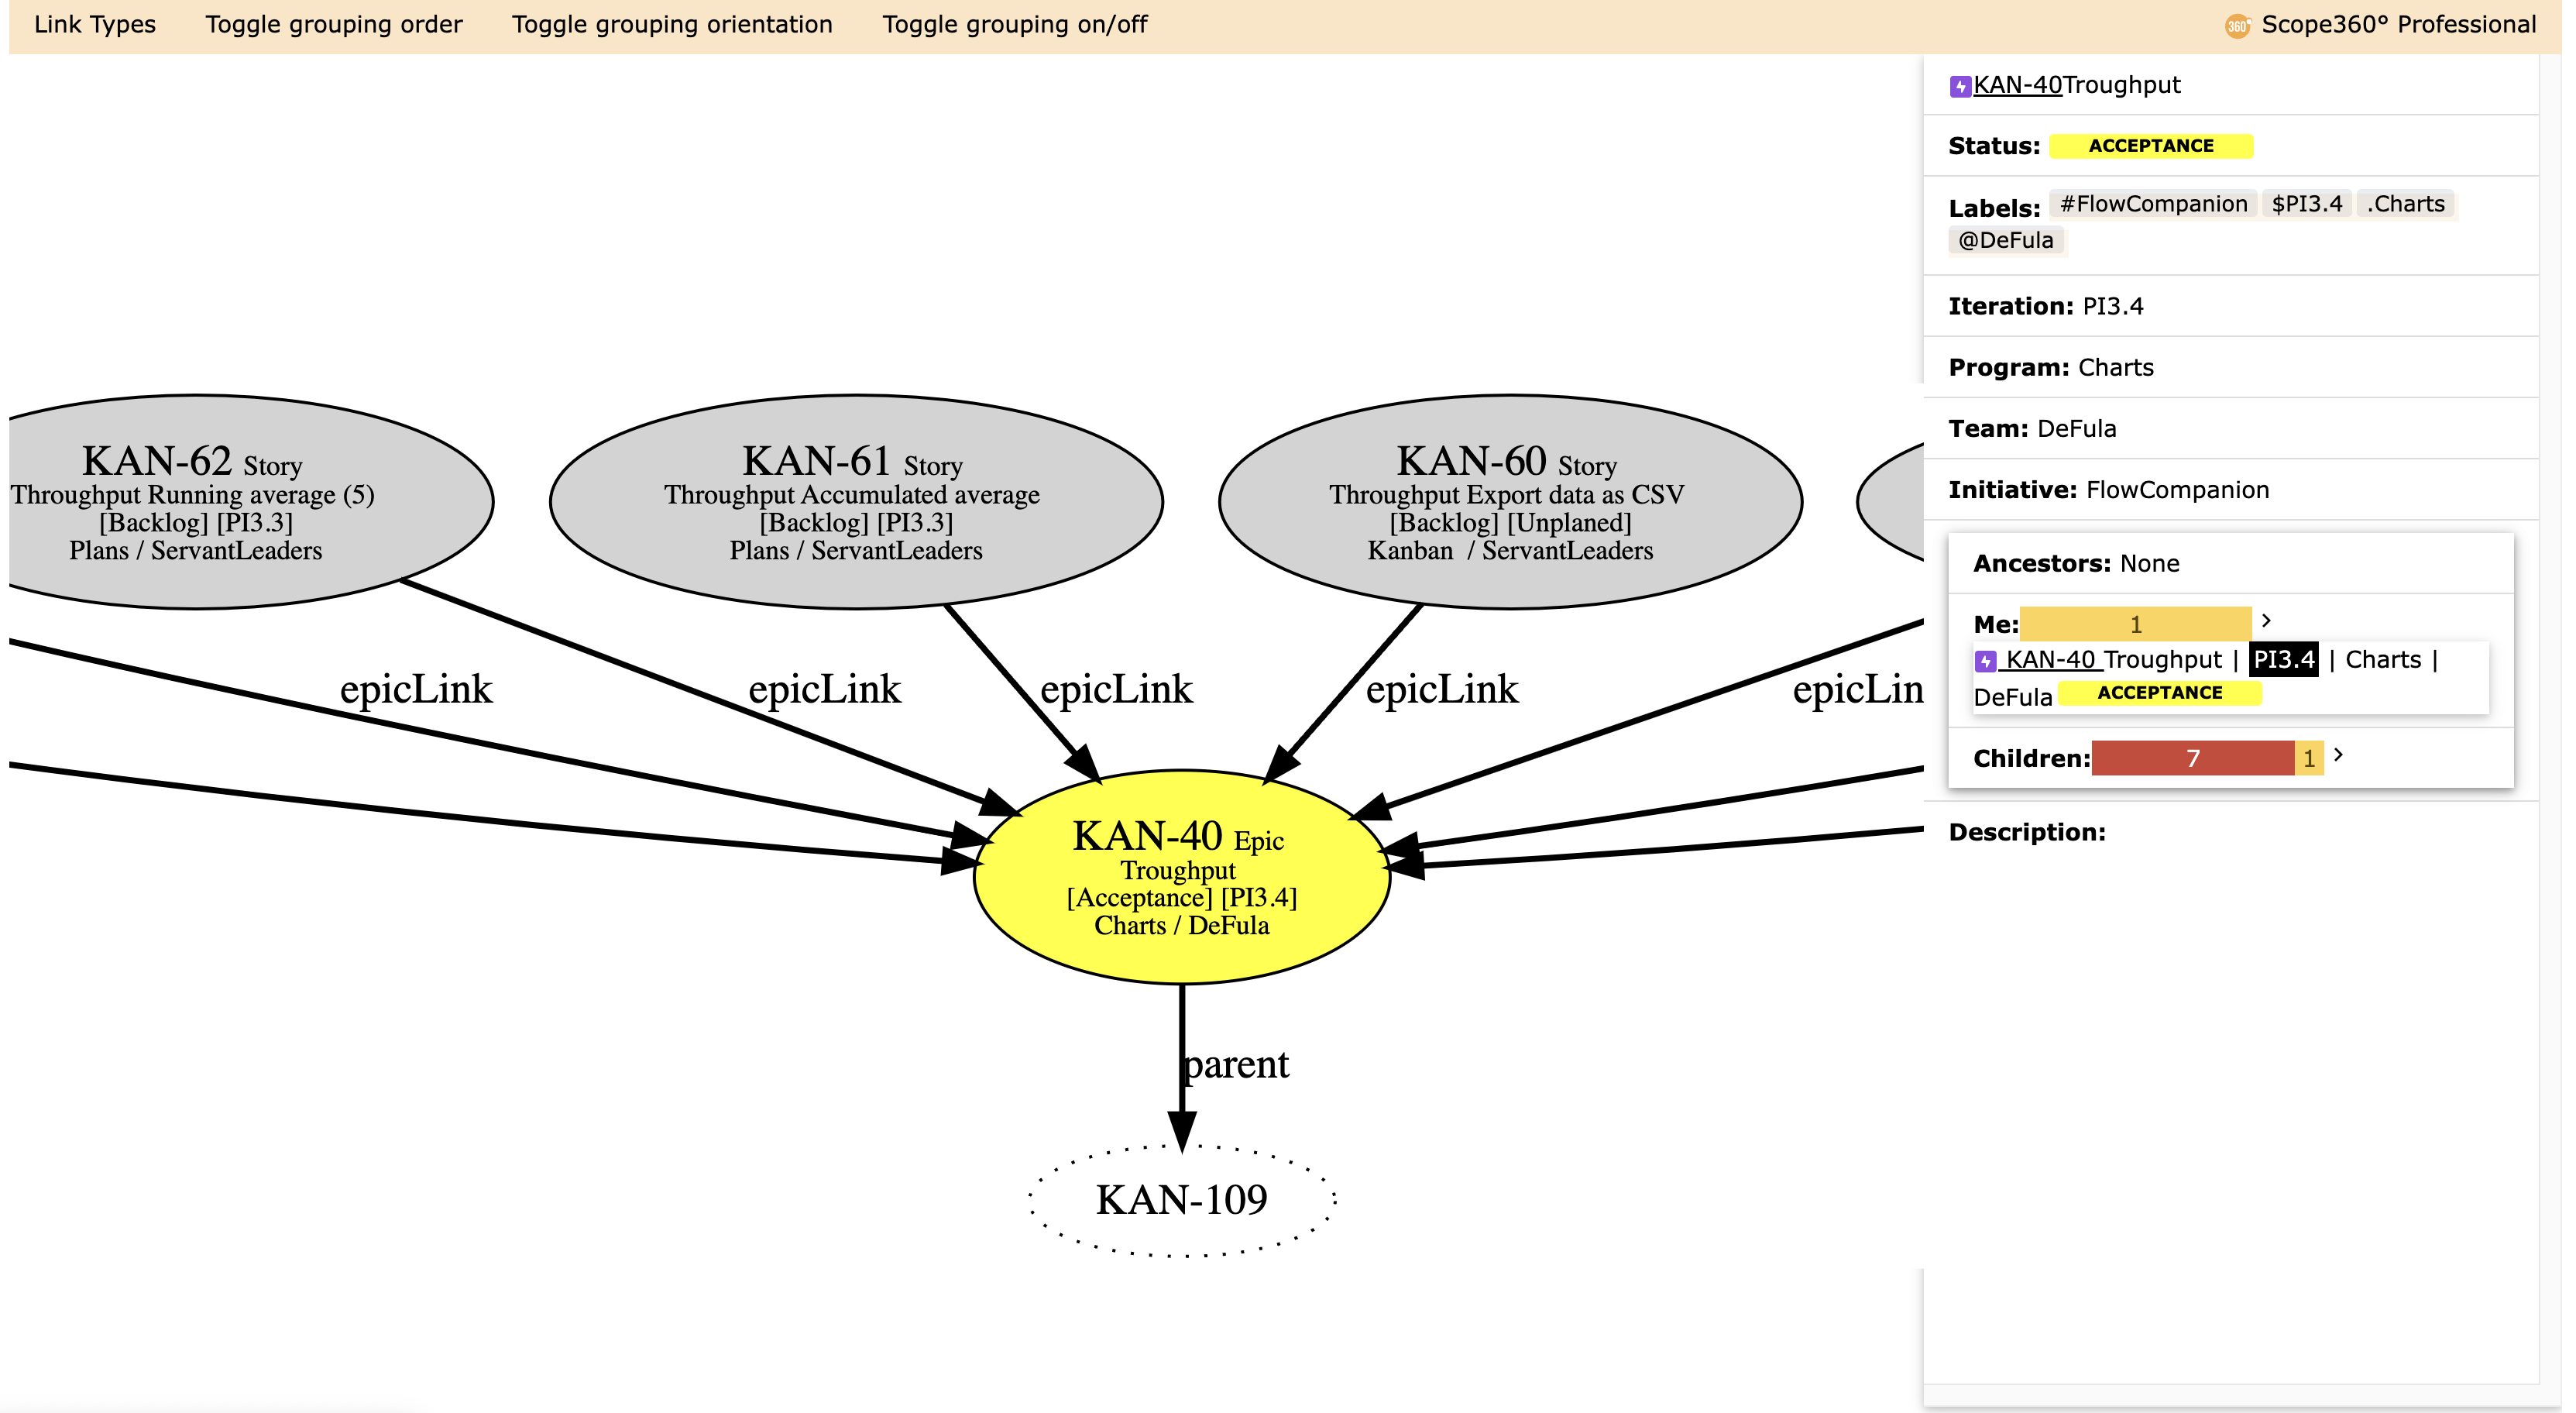 Link Types Toggle grouping order Toggle grouping orientation Toggle grouping on/off 360° Scope360° Professional
KAN-62 Story
Throughput Running average (5)
[Backlog] [PI3.3]
Plans / ServantLeaders
KAN-61 Story
Throughput Accumulated average
[Backlog] [PI3.3]
Plans / ServantLeaders
KAN-60 Story
Throughput Export data as CSV
[Backlog] [Unplaned]
Kanban / ServantLeaders
epicLink epicLink epicLink epicLink epicLin
KAN-40 Epic
Troughput
[Acceptance] [PI3.4]
Charts / DeFula
parent
KAN-109
KAN-40Troughput
Status: ACCEPTANCE
Labels: #FlowCompanion $PI3.4 .Charts
@DeFula
Iteration: PI3.4
Program: Charts
Team: DeFula
Initiative: FlowCompanion
Ancestors: None
Me: 1 >
KAN-40 Troughput | PI3.4 | Charts |
DeFula ACCEPTANCE
Children: 7 1 >
Description: